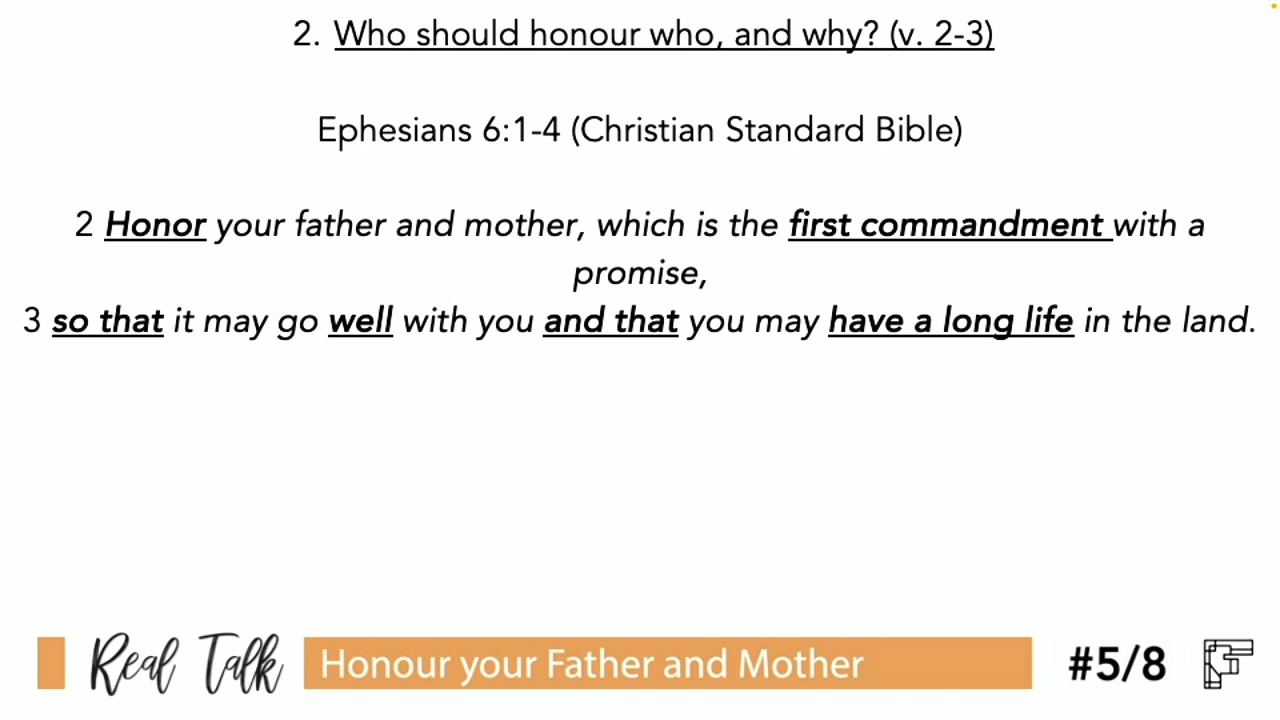 2. Who should honour who, and why? (v. 2-3)
Ephesians 6:1-4 (Christian Standard Bible)
2 Honor your father and mother, which is the first commandment with a
promise,
3 so that it may go well with you and that you may have a long life in the land.
Real Talk Honour your Father and Mother #5/8